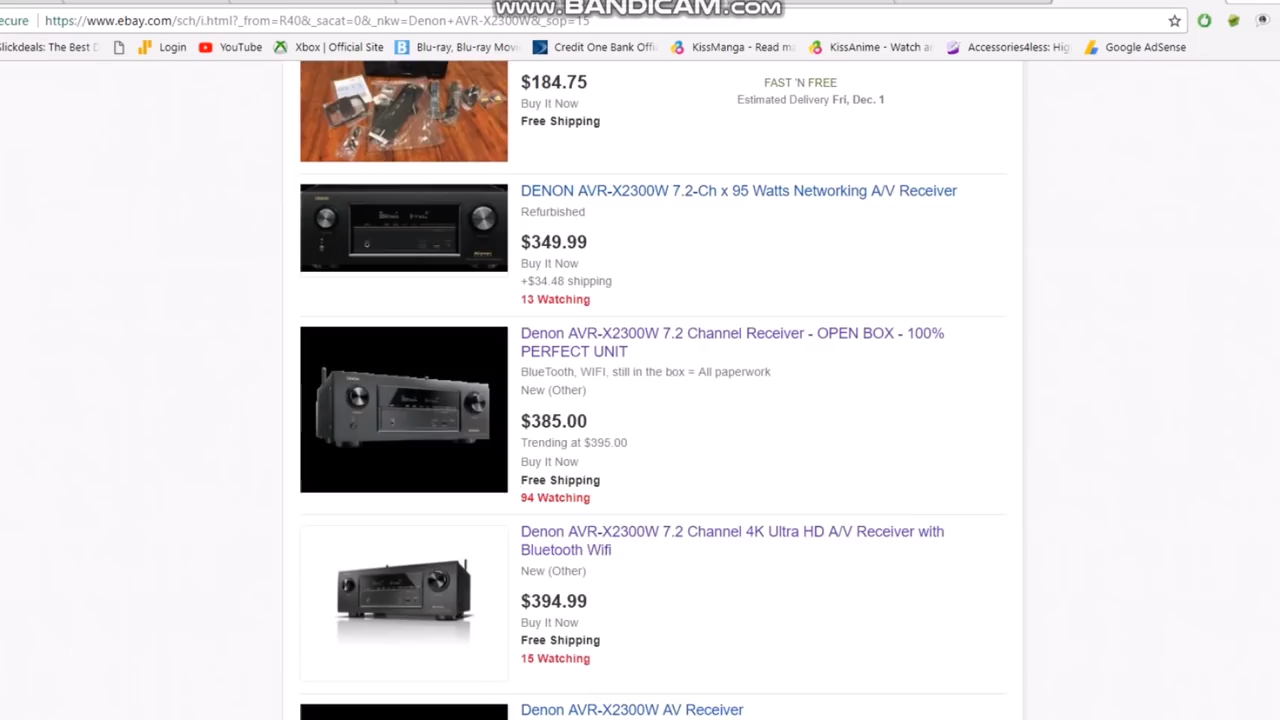 WWW.BANDICAM.COM
ecure https://www.ebay.com/sch/i.html?_from=R40&_sacat=0&_nkw=Denon+AVR-X2300W&_sop=15
Slickdeals: The Best D Login YouTube Xbox | Official Site Blu-ray, Blu-ray Movi Credit One Bank Offi KissManga - Read ma KissAnime - Watch an Accessories4less: Hig Google AdSense
$184.75
FAST 'N FREE
Buy It Now
Estimated Delivery Fri, Dec. 1
Free Shipping
DENON AVR-X2300W 7.2-Ch x 95 Watts Networking A/V Receiver
Refurbished
$349.99
Buy It Now
+$34.48 shipping
13 Watching
Denon AVR-X2300W 7.2 Channel Receiver - OPEN BOX - 100%
PERFECT UNIT
BlueTooth, WIFI, still in the box = All paperwork
New (Other)
$385.00
Trending at $395.00
Buy It Now
Free Shipping
94 Watching
Denon AVR-X2300W 7.2 Channel 4K Ultra HD A/V Receiver with
Bluetooth Wifi
New (Other)
$394.99
Buy It Now
Free Shipping
15 Watching
Denon AVR-X2300W AV Receiver